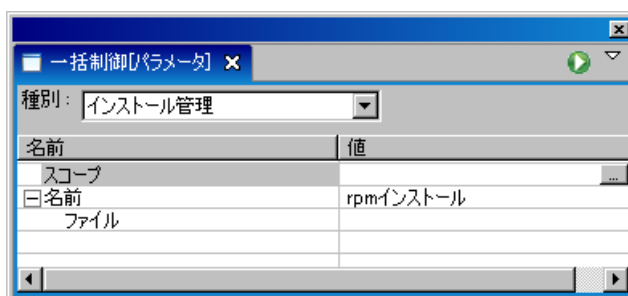 一括制御[パラメータ]
種別: インストール管理
名前 値
スコープ ...
名前 rpmインストール
ファイル